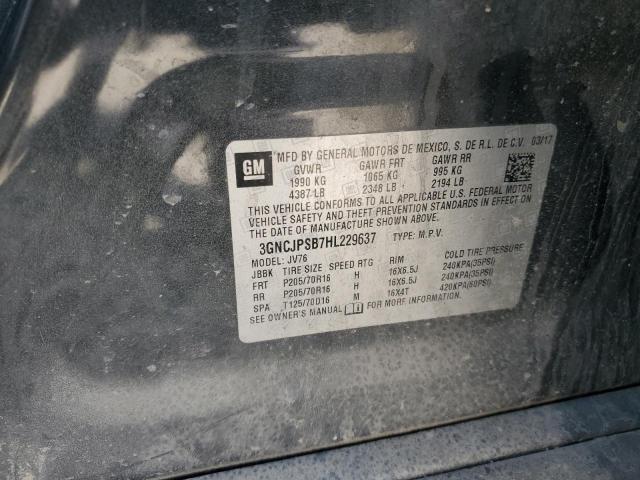 GM
MFD BY GENERAL MOTORS DE MEXICO, S. DE R.L. DE C.V. 03/17
GVWR GAWR FRT GAWR RR
1990 KG 1065 KG 995 KG
4387 LB 2348 LB 2194 LB
THIS VEHICLE CONFORMS TO ALL APPLICABLE U.S. FEDERAL MOTOR
VEHICLE SAFETY AND THEFT PREVENTION STANDARDS IN EFFECT ON
THE DATE OF MANUFACTURE SHOWN ABOVE.
3GNCJPSB7HL229637 TYPE: M.P.V.
MODEL: JV76
JBBK TIRE SIZE SPEED RTG RIM COLD TIRE PRESSURE
FRT P205/70R16 H 16X6.5J 240KPA(35PSI)
RR P205/70R16 H 16X6.5J 240KPA(35PSI)
SPA T125/70D16 M 16X4T 420KPA(60PSI)
SEE OWNER'S MANUAL FOR MORE INFORMATION.